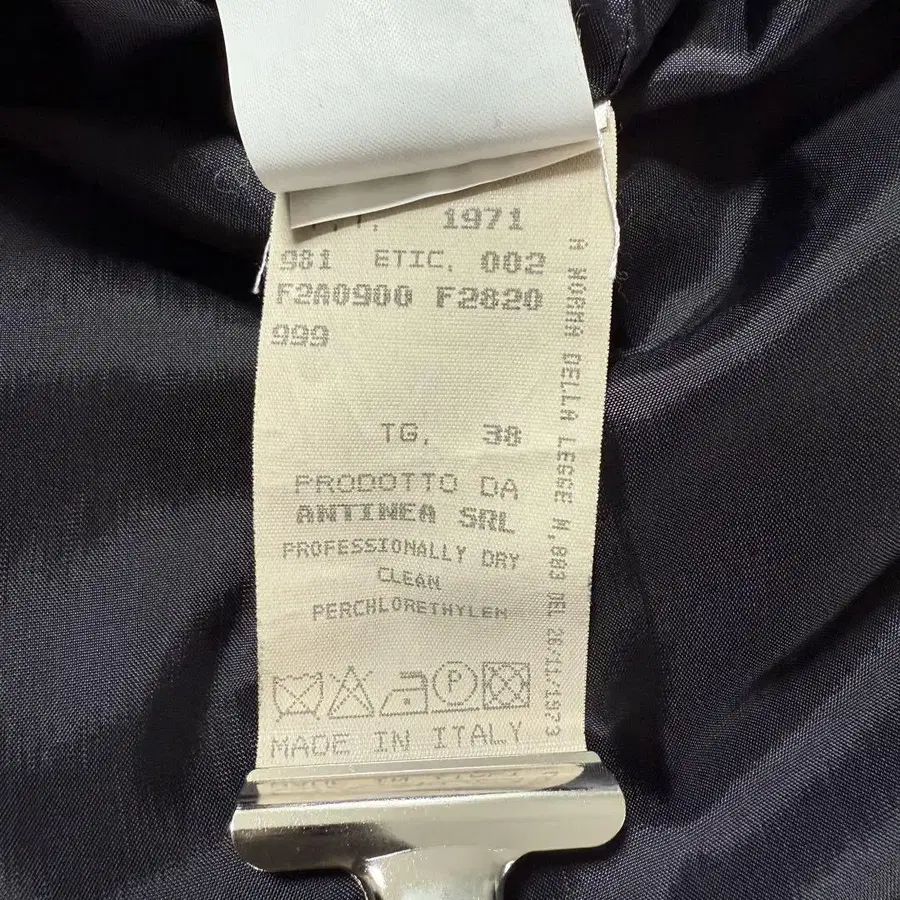 1971
981 ETIC. 002
F2A0900 F2820
999
TG. 38
PRODOTTO DA
ANTINEA SRL
PROFESSIONALLY DRY
CLEAN
PERCHLORETHYLEN
P
MADE IN ITALY
A NORMA DELLA LEGGE N.883 DEL 26/11/1973